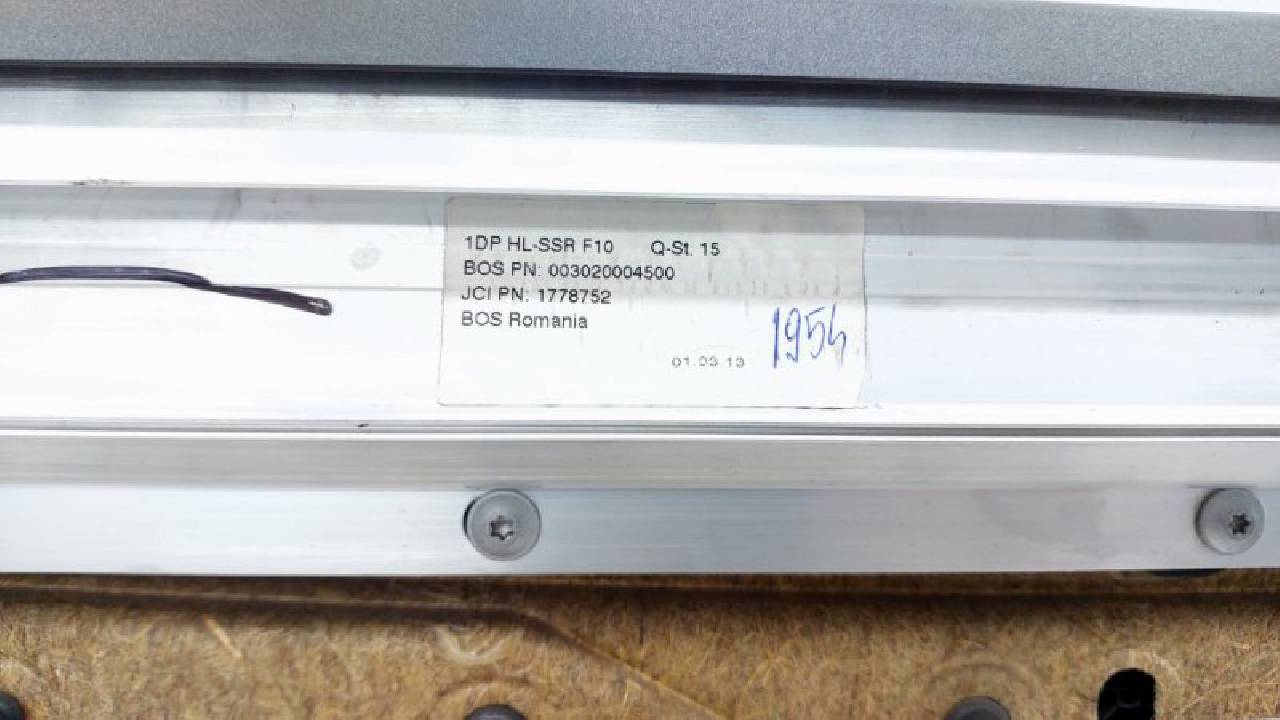 1DP HL-SSR F10 Q-St. 15
BOS PN: 003020004500
JCI PN: 1778752
BOS Romania
01.03.13
1954